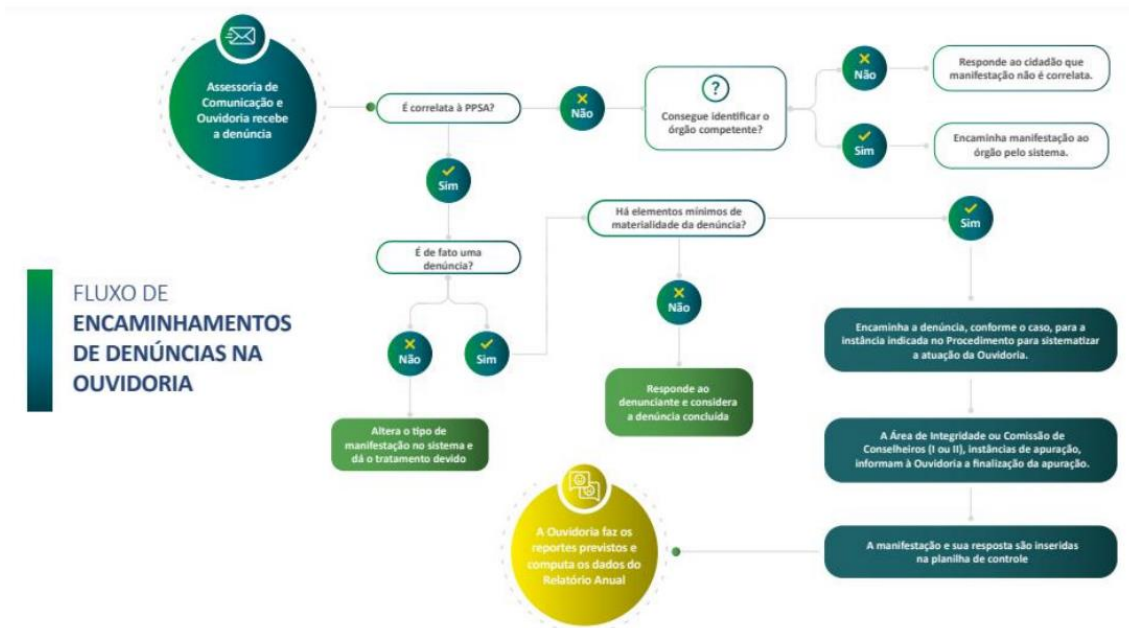 Assessoria de
Comunicação e
Ouvidoria recebe
a denúncia
É correlata à PPSA?
Não
?
Consegue identificar o
órgão competente?
Não
Responde ao cidadão que
manifestação não é correlata.
Sim
Encaminha manifestação ao
órgão pelo sistema.
Sim
É de fato uma
denúncia?
Não
Sim
Altera o tipo de
manifestação no sistema e
dá o tratamento devido
Há elementos mínimos de
materialidade da denúncia?
Não
Responde ao
denunciante e considera
a denúncia concluída
Sim
Encaminha a denúncia, conforme o caso, para a
instância indicada no Procedimento para sistematizar
a atuação da Ouvidoria.
A Área de Integridade ou Comissão de
Conselheiros (I ou II), instâncias de apuração,
informam à Ouvidoria a finalização da apuração.
A manifestação e sua resposta são inseridas
na planilha de controle
A Ouvidoria faz os
reportes previstos e
computa os dados do
Relatório Anual
FLUXO DE
ENCAMINHAMENTOS
DE DENÚNCIAS NA
OUVIDORIA